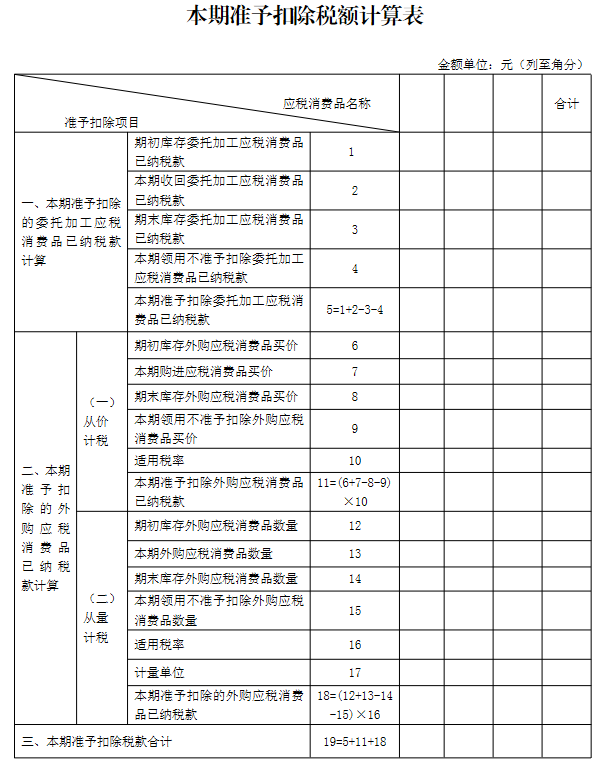 本期准予扣除税额计算表
金额单位：元（列至角分）
应税消费品名称
准予扣除项目
合计
一、本期准予扣除
的委托加工应税
消费品已纳税款
计算
期初库存委托加工应税消费品
已纳税款
1
本期收回委托加工应税消费品
已纳税款
2
期末库存委托加工应税消费品
已纳税款
3
本期领用不准予扣除委托加工
应税消费品已纳税款
4
本期准予扣除委托加工应税消
费品已纳税款
5=1+2-3-4
二、本期
准予扣
除的外
购应税
消费品
已纳税
款计算
（一）
从价
计税
期初库存外购应税消费品买价
6
本期购进应税消费品买价
7
期末库存外购应税消费品买价
8
本期领用不准予扣除外购应税
消费品买价
9
适用税率
10
本期准予扣除外购应税消费品
已纳税款
11=(6+7-8-9)
×10
（二）
从量
计税
期初库存外购应税消费品数量
12
本期外购应税消费品数量
13
期末库存外购应税消费品数量
14
本期领用不准予扣除外购应税
消费品数量
15
适用税率
16
计量单位
17
本期准予扣除的外购应税消费
品已纳税款
18=(12+13-14
-15)×16
三、本期准予扣除税款合计
19=5+11+18